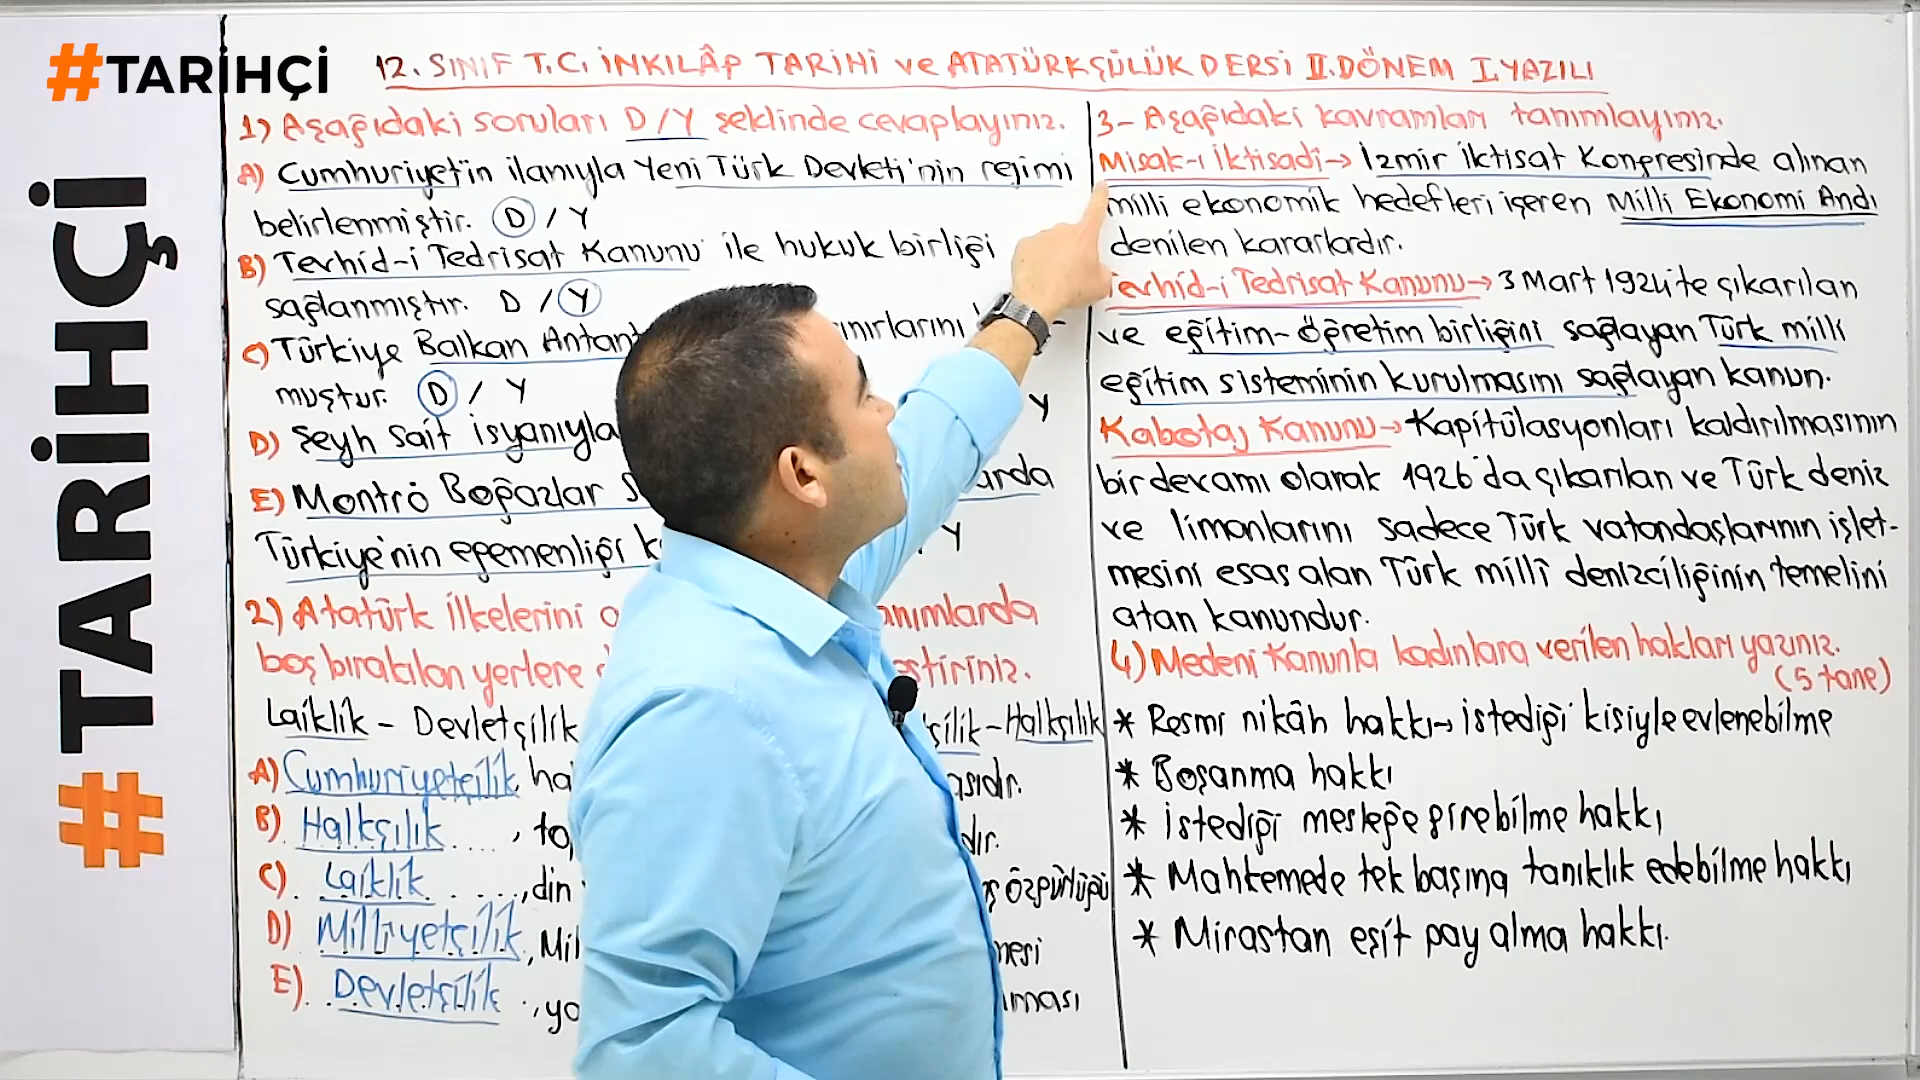 #TARİHÇİ
#TARİHÇİ
12. SINIF T.C. İNKILÂP TARİHİ ve ATATÜRKÇÜLÜK DERSİ II. DÖNEM I. YAZILI
1) Aşağıdaki soruları D/Y şeklinde cevaplayınız.
A) Cumhuriyet'in ilanıyla Yeni Türk Devleti'nin rejimi
belirlenmiştir. D / Y
B) Tevhid-i Tedrisat Kanunu ile hukuk birliği
sağlanmıştır. D / Y
C) Türkiye Balkan Antant
muştur. D / Y
D) Şeyh Sait isyanıyla Y
E) Montrö Boğazlar
Türkiye'nin egemenliği Y
2) Atatürk ilkelerini
boş bırakılan yerlere
Laiklik - Devletçilik - Halkçılık
A) Cumhuriyetçilik
B) Halkçılık ....,
C) Laiklik ....., din özgürlüğü
D) Milliyetçilik,
E) Devletçilik .,
3- Aşağıdaki kavramları tanımlayınız.
Misak-ı İktisadî → İzmir İktisat Kongresinde alınan
milli ekonomik hedefleri içeren Milli Ekonomi Andı
denilen kararlardır.
Tevhid-i Tedrisat Kanunu → 3 Mart 1924'te çıkarılan
ve eğitim-öğretim birliğini sağlayan Türk milli
eğitim sisteminin kurulmasını sağlayan kanun.
Kabotaj Kanunu → Kapitülasyonları kaldırılmasının
bir devamı olarak 1926'da çıkarılan ve Türk deniz
ve limanlarını sadece Türk vatandaşlarının işlet-
mesini esas alan Türk millî denizciliğinin temelini
atan kanundur.
4) Medeni Kanunla kadınlara verilen hakları yazınız.
(5 tane)
* Resmi nikâh hakkı → istediği kişiyle evlenebilme
* Boşanma hakkı
* İstediği mesleğe girebilme hakkı
* Mahkemede tek başına tanıklık edebilme hakkı
* Mirastan eşit pay alma hakkı.